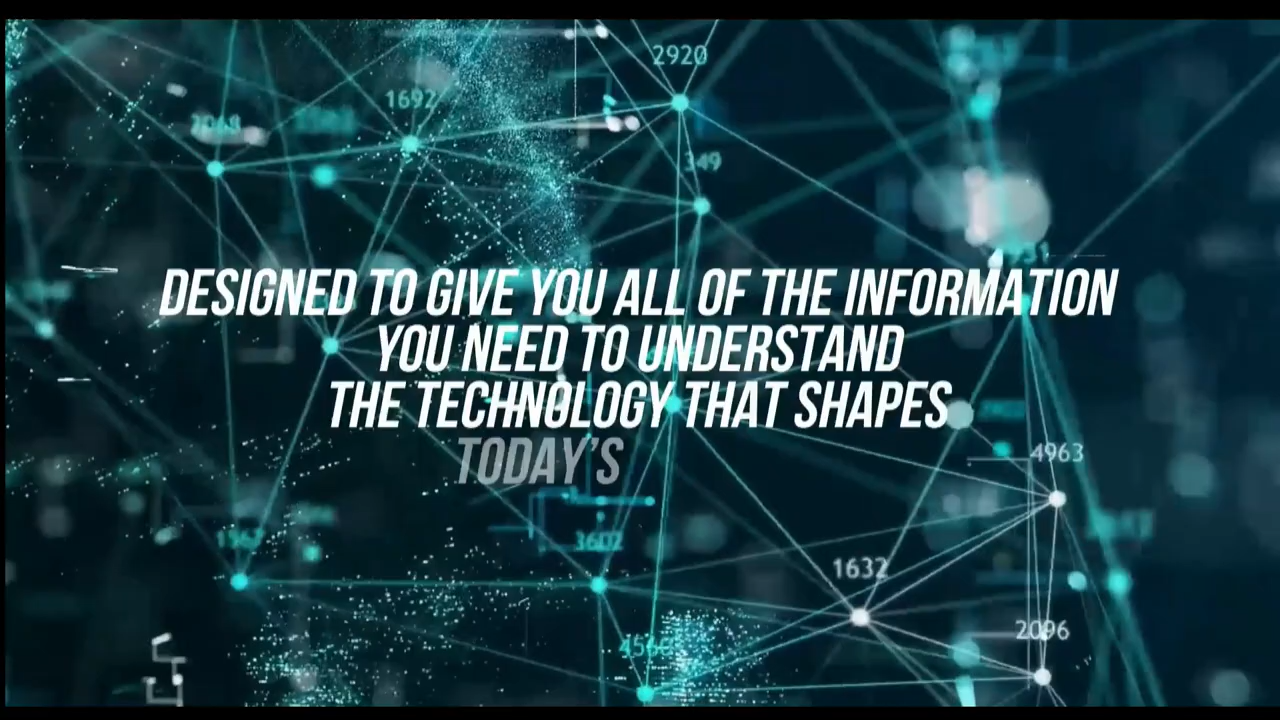 2920
1692
2068
349
DESIGNED TO GIVE YOU ALL OF THE INFORMATION
YOU NEED TO UNDERSTAND
THE TECHNOLOGY THAT SHAPES
TODAY'S
4963
3602
1632
2096